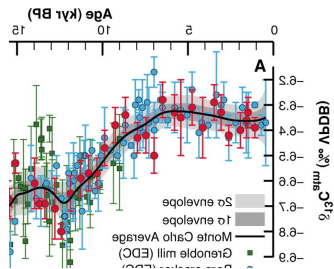 Age (kyr BP)
15 10 5 0
A
−6.2
−6.3
−6.4
−6.5
−6.6
−6.7
−6.8
−6.9
δ¹³Catm (‰ VPDB)
2σ envelope
1σ envelope
Monte Carlo Average
Grenoble mill (EDC)
(EDC)